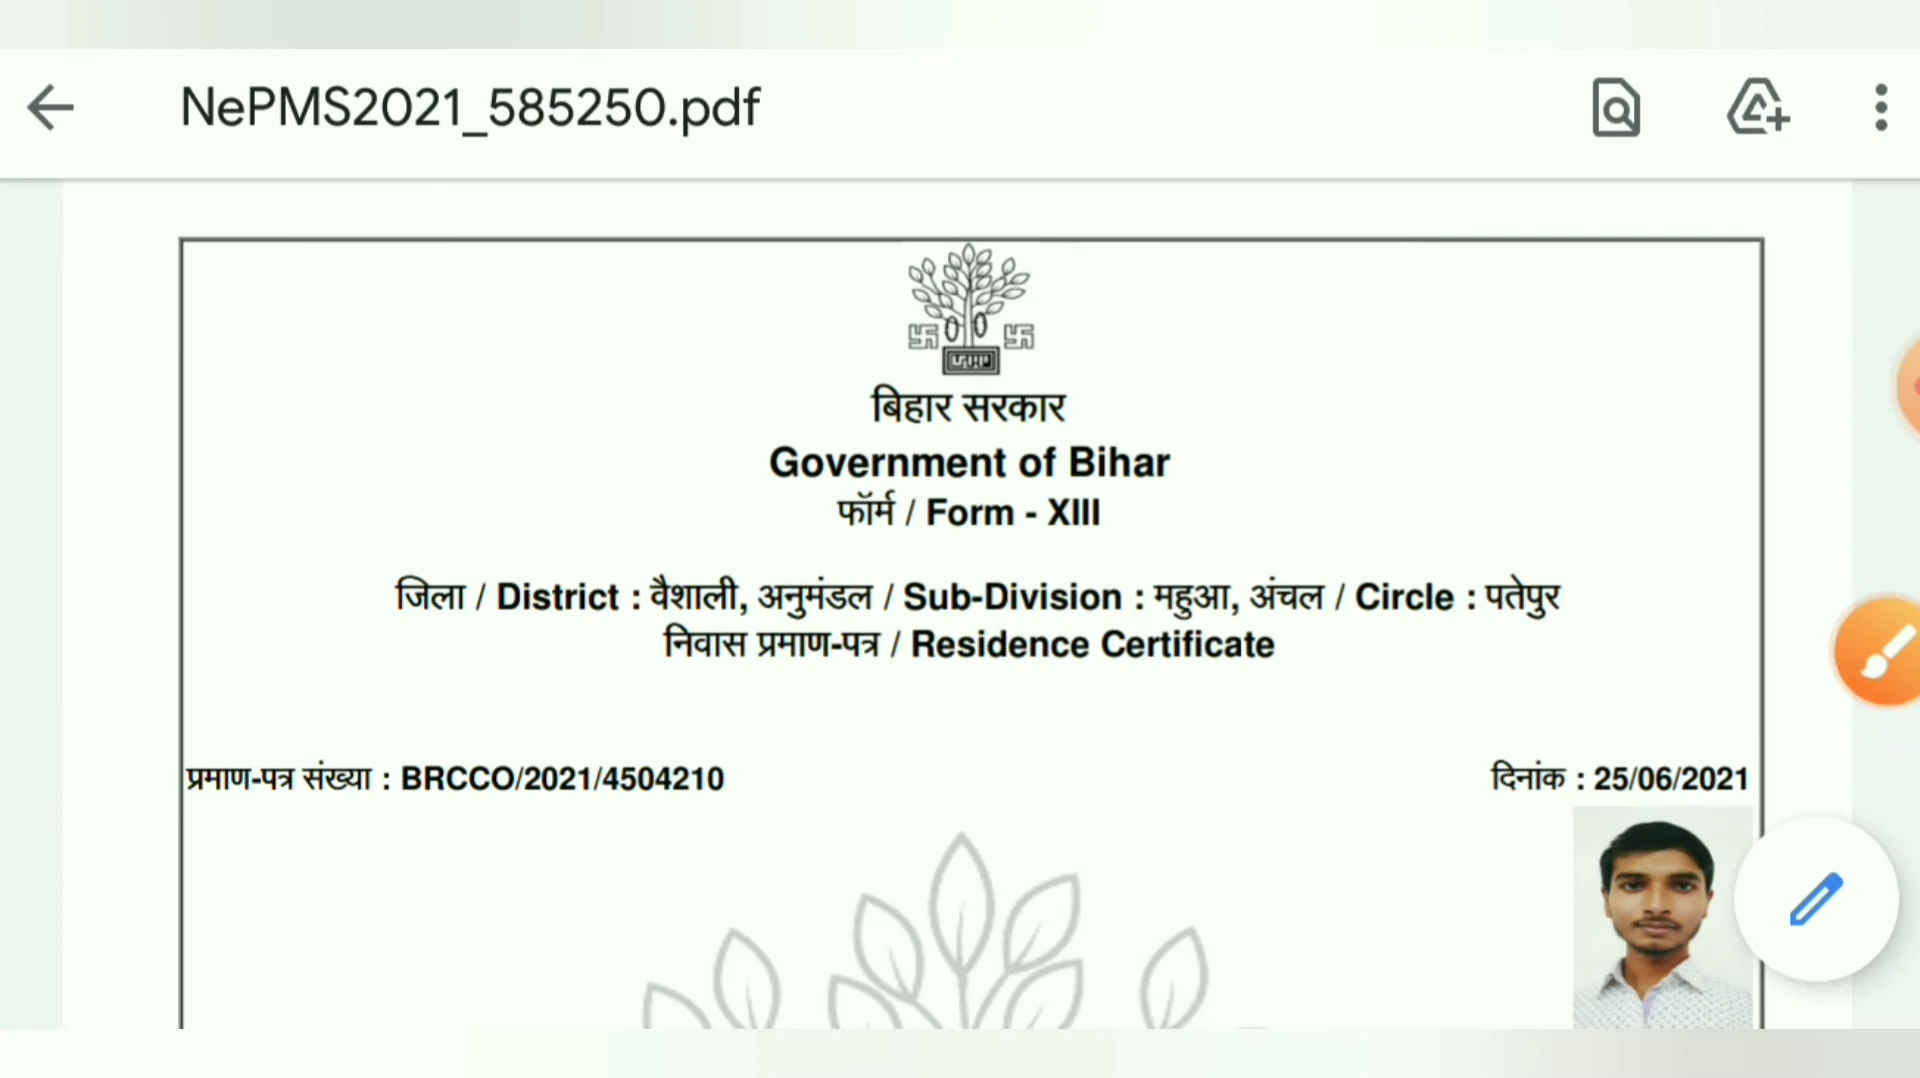 NePMS2021_585250.pdf
बिहार सरकार
Government of Bihar
फॉर्म / Form - XIII
जिला / District : वैशाली, अनुमंडल / Sub-Division : महुआ, अंचल / Circle : पतेपुर
निवास प्रमाण-पत्र / Residence Certificate
प्रमाण-पत्र संख्या : BRCCO/2021/4504210
दिनांक : 25/06/2021